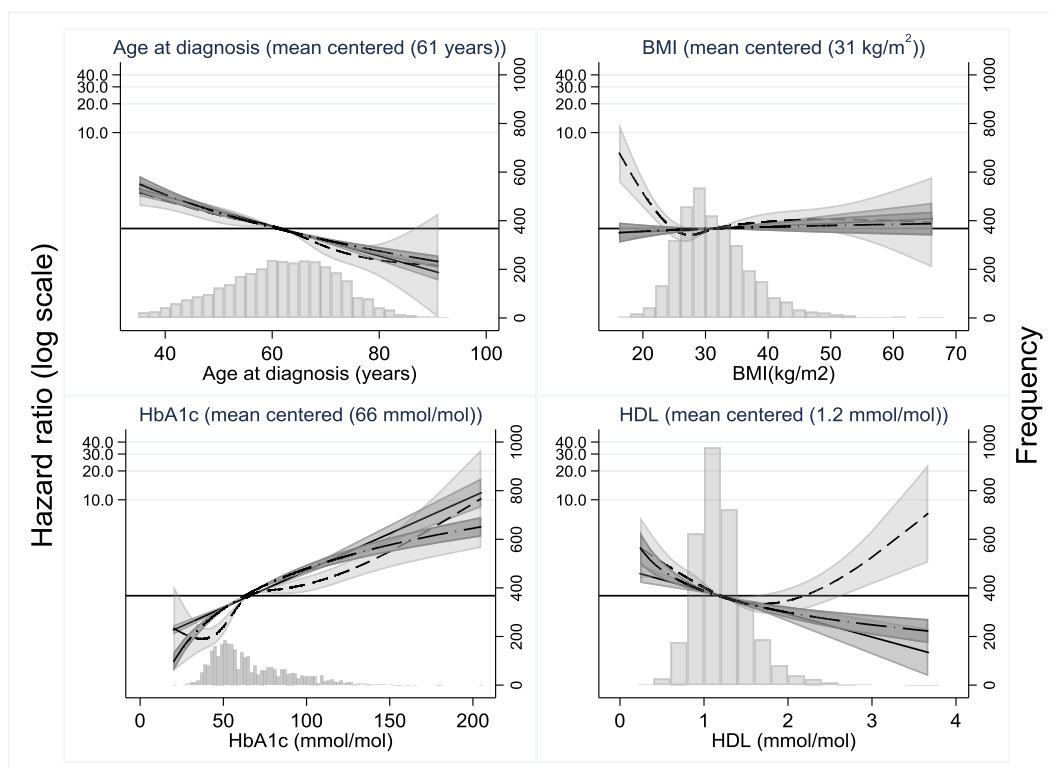 Hazard ratio (log scale)
Frequency
Age at diagnosis (mean centered (61 years))
40.0
30.0
20.0
10.0
1000
800
600
400
200
0
40 60 80 100
Age at diagnosis (years)
BMI (mean centered (31 kg/m²))
40.0
30.0
20.0
10.0
1000
800
600
400
200
0
20 30 40 50 60 70
BMI(kg/m2)
HbA1c (mean centered (66 mmol/mol))
40.0
30.0
20.0
10.0
1000
800
600
400
200
0
0 50 100 150 200
HbA1c (mmol/mol)
HDL (mean centered (1.2 mmol/mol))
40.0
30.0
20.0
10.0
1000
800
600
400
200
0
0 1 2 3 4
HDL (mmol/mol)